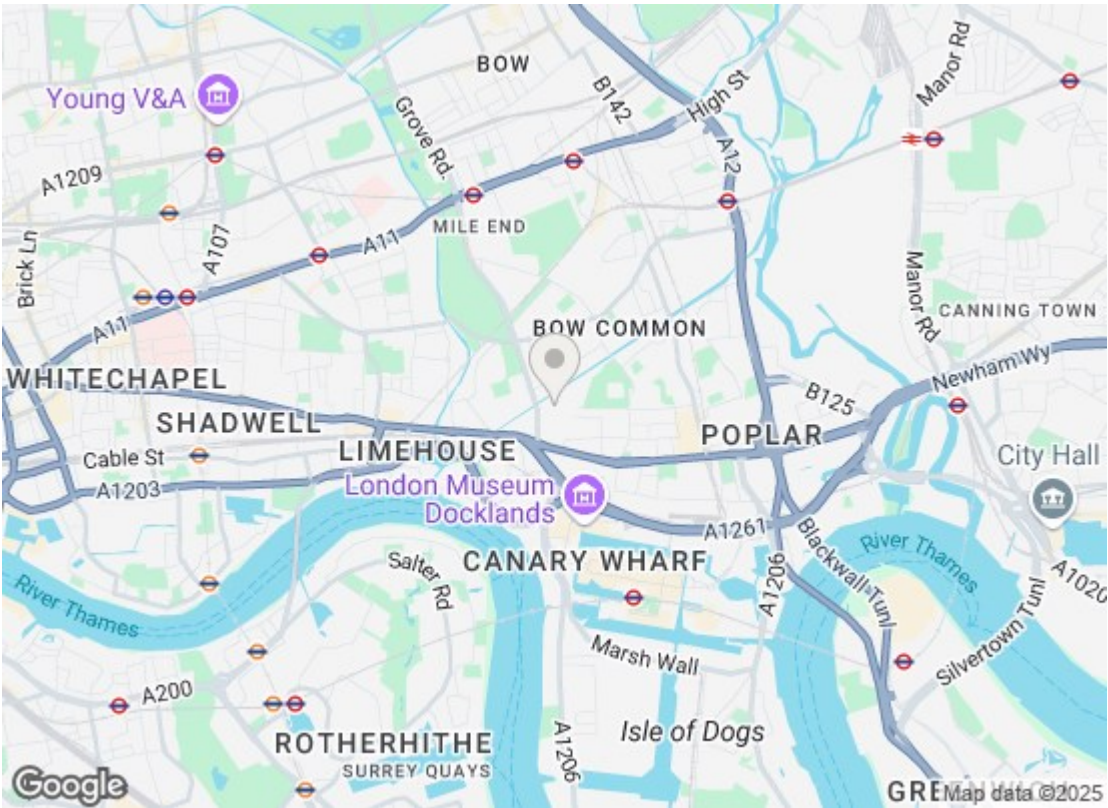 BOW
Young V&A
Grove Rd.
B142
High St
Manor Rd
A12
A1209
A107
MILE END
A11
Brick Ln
Manor Rd
CANNING TOWN
A11
BOW COMMON
Newham Wy
WHITECHAPEL
B125
SHADWELL
LIMEHOUSE
POPLAR
Cable St
City Hall
A1203
London Museum
Docklands
A1261
CANARY WHARF
Blackwall Tunl
River Thames
Salter Rd
A1206
A1020
River Thames
Silvertown Tunl
Marsh Wall
A200
Isle of Dogs
A1206
ROTHERHITHE
SURREY QUAYS
Google
GREENWICH
Map data ©2025